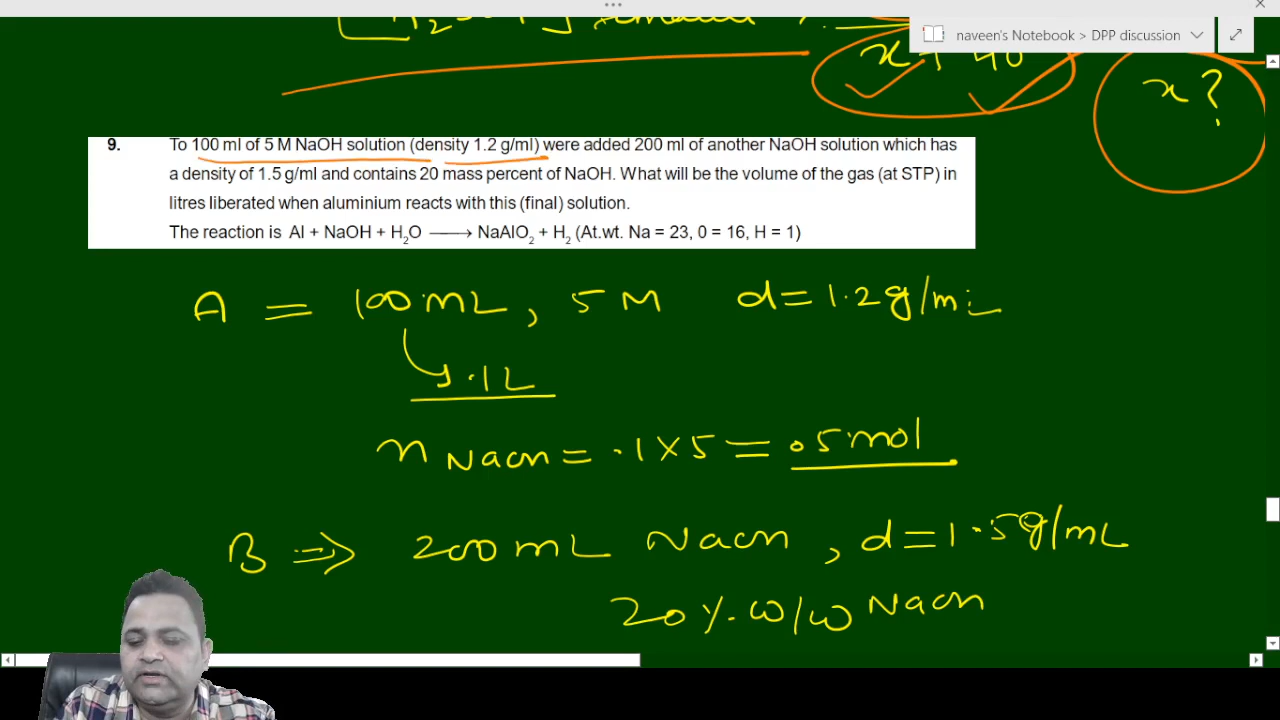 naveen's Notebook > DPP discussion
x + 40
x ?
9. To 100 ml of 5 M NaOH solution (density 1.2 g/ml) were added 200 ml of another NaOH solution which has
a density of 1.5 g/ml and contains 20 mass percent of NaOH. What will be the volume of the gas (at STP) in
litres liberated when aluminium reacts with this (final) solution.
The reaction is Al + NaOH + H₂O ⟶ NaAlO₂ + H₂ (At.wt. Na = 23, 0 = 16, H = 1)
A = 100 mL, 5 M d = 1.2 g/mL
.1 L
n NaOH = .1 x 5 = .5 mol
B ⇒ 200 mL NaOH, d = 1.5 g/mL
20 %. w/w NaOH